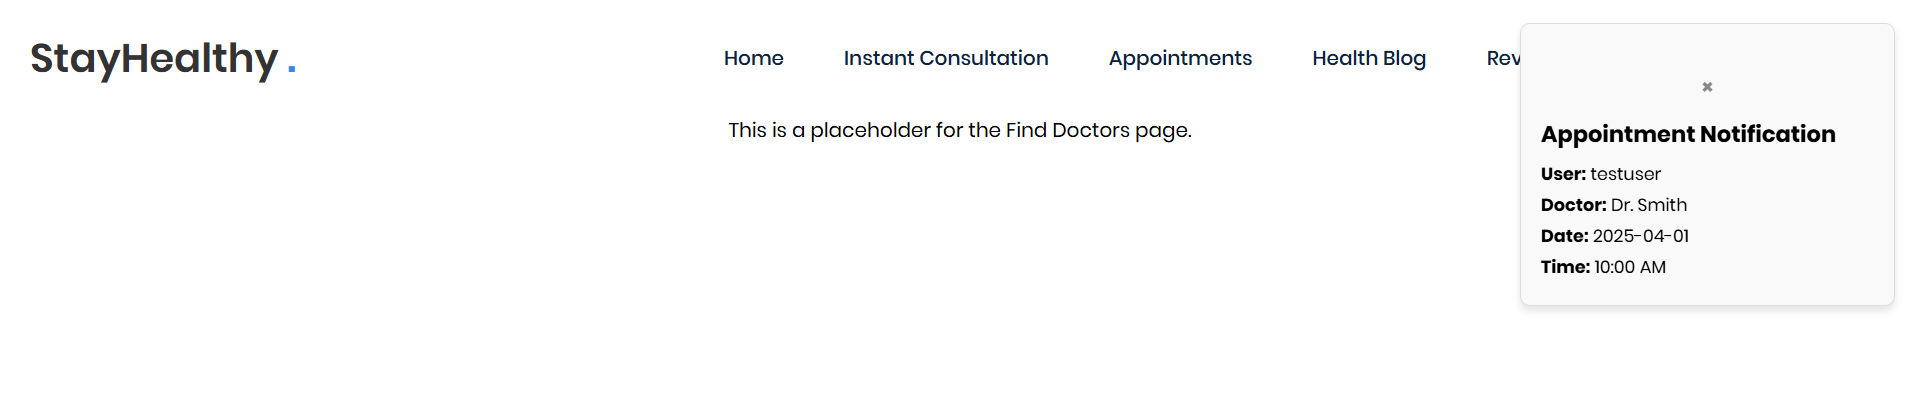 StayHealthy .
Home Instant Consultation Appointments Health Blog Rev
This is a placeholder for the Find Doctors page.
✖
Appointment Notification
User: testuser
Doctor: Dr. Smith
Date: 2025-04-01
Time: 10:00 AM